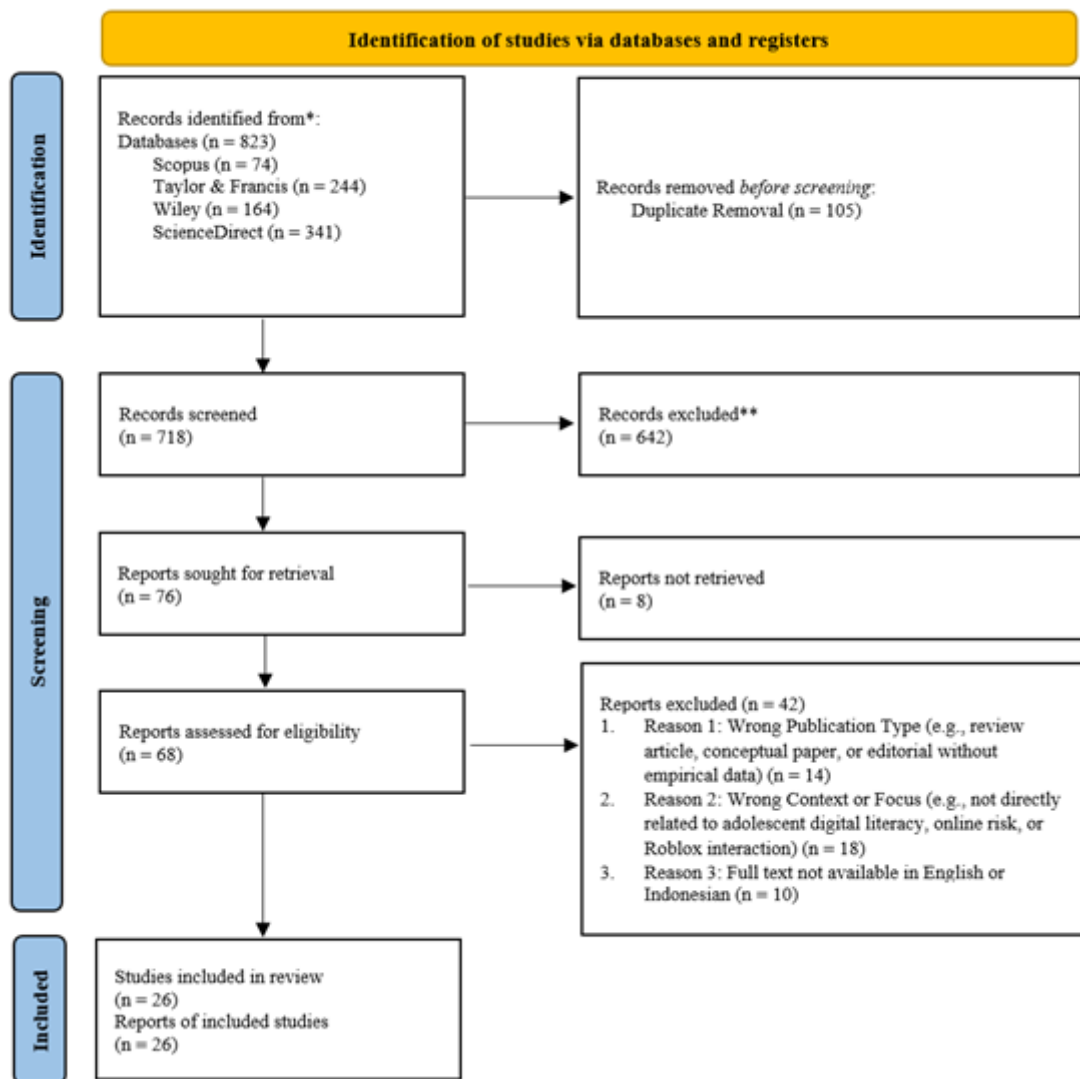 Identification of studies via databases and registers
Identification
Records identified from*:
Databases (n = 823)
Scopus (n = 74)
Taylor & Francis (n = 244)
Wiley (n = 164)
ScienceDirect (n = 341)
Records removed before screening:
Duplicate Removal (n = 105)
Screening
Records screened
(n = 718)
Records excluded**
(n = 642)
Reports sought for retrieval
(n = 76)
Reports not retrieved
(n = 8)
Reports assessed for eligibility
(n = 68)
Reports excluded (n = 42)
1. Reason 1: Wrong Publication Type (e.g., review
article, conceptual paper, or editorial without
empirical data) (n = 14)
2. Reason 2: Wrong Context or Focus (e.g., not directly
related to adolescent digital literacy, online risk, or
Roblox interaction) (n = 18)
3. Reason 3: Full text not available in English or
Indonesian (n = 10)
Included
Studies included in review
(n = 26)
Reports of included studies
(n = 26)